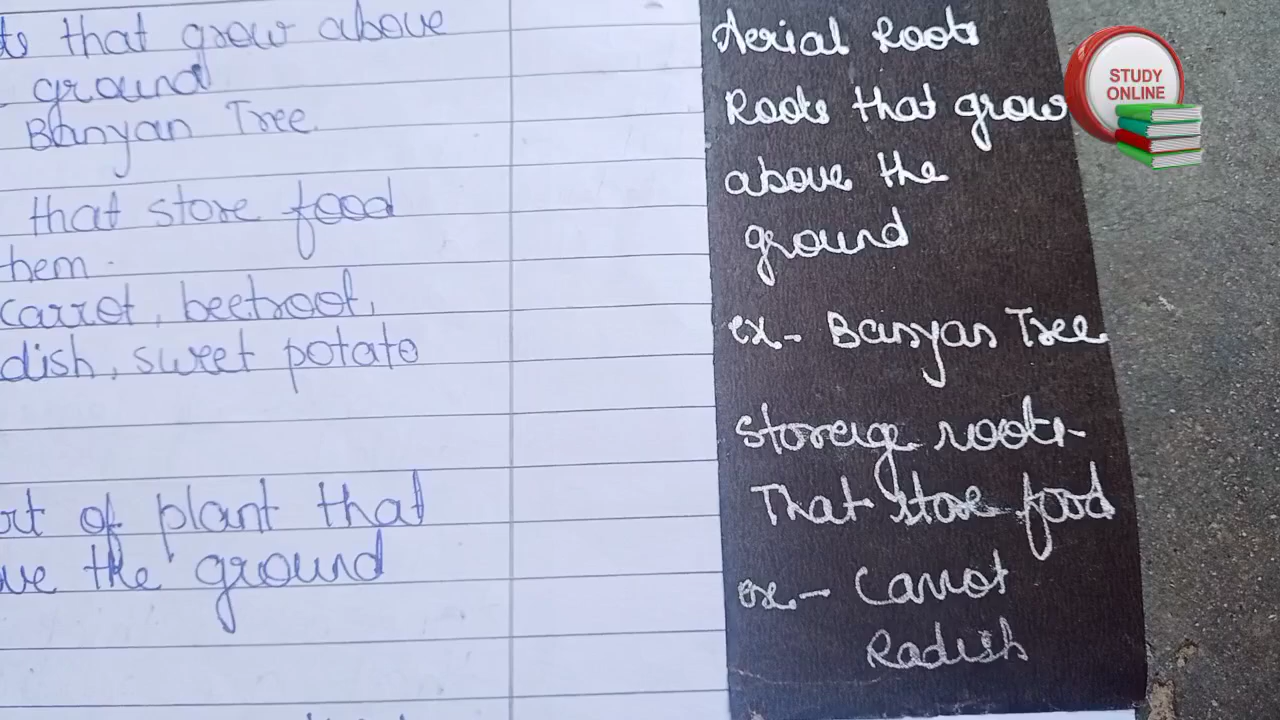 that grow above
ground
Banyan Tree.
that store food
hem.
carrot, beetroot,
dish, sweet potato
of plant that
the ground
Aerial Roots
Roots that grow
above the
ground
ex- Banyan Tree
storeige roots-
That store food
ex- Carrot
Radish
STUDY
ONLINE